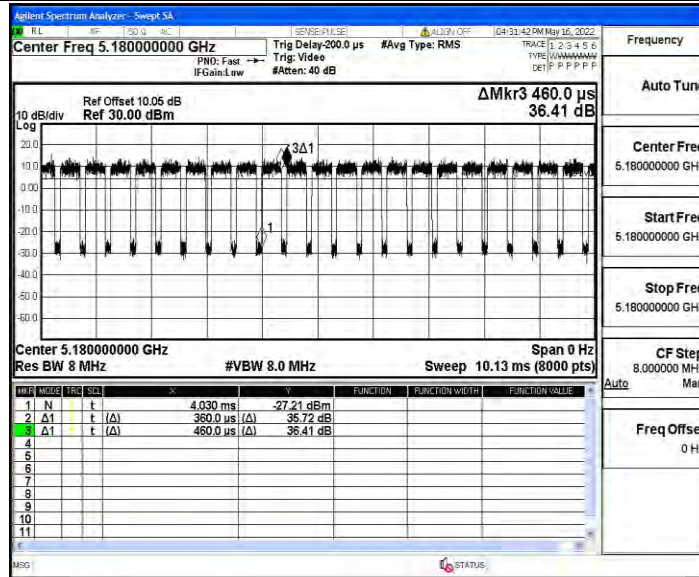 Agilent Spectrum Analyzer - Swept SA
RL RF 50 Ω AC SENSE:PULSE ALIGN OFF 04:31:42 PM May 16, 2022
Center Freq 5.180000000 GHz
PNO: Fast
IFGain:Low
Trig Delay-200.0 µs
Trig: Video
#Atten: 40 dB
#Avg Type: RMS
TRACE 1 2 3 4 5 6
TYPE WWWWWW
DET P P P P P P
Ref Offset 10.05 dB
10 dB/div Ref 30.00 dBm
Log
ΔMkr3 460.0 µs
36.41 dB
20.0
10.0
0.00
-10.0
-20.0
-30.0
-40.0
-50.0
-60.0
3Δ1
1
Center 5.180000000 GHz Span 0 Hz
Res BW 8 MHz #VBW 8.0 MHz Sweep 10.13 ms (8000 pts)
MKR MODE TRC SCL X Y FUNCTION FUNCTION WIDTH FUNCTION VALUE
1 N t 4.030 ms -27.21 dBm
2 Δ1 t (Δ) 360.0 µs (Δ) 35.72 dB
3 Δ1 t (Δ) 460.0 µs (Δ) 36.41 dB
4
5
6
7
8
9
10
11
MSG STATUS
Frequency
Auto Tun
Center Fre
5.180000000 GH
Start Fre
5.180000000 GH
Stop Fre
5.180000000 GH
CF Step
8.000000 MH
Auto Ma
Freq Offse
0 H